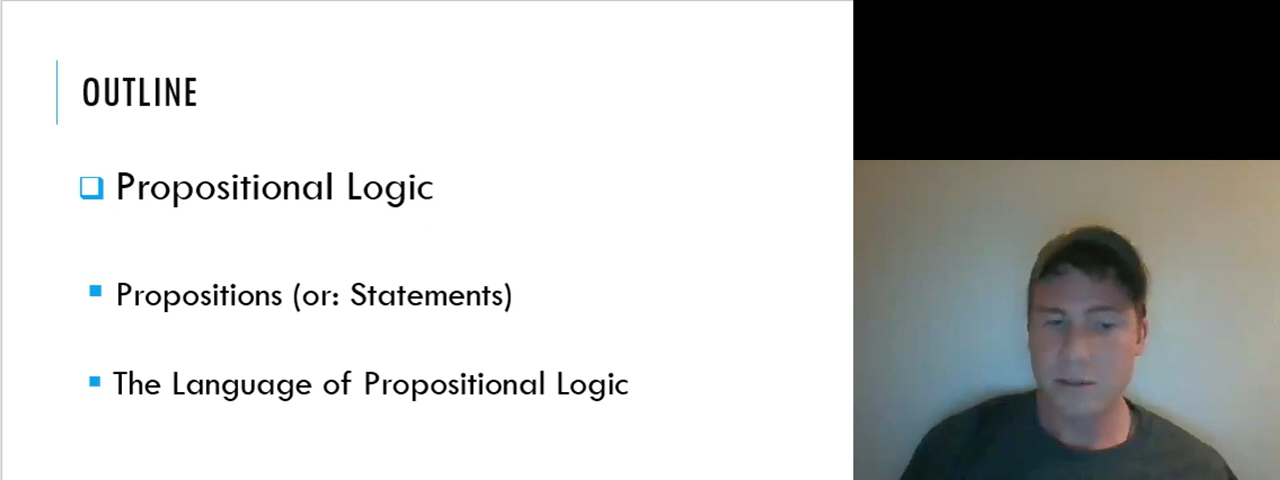 OUTLINE
Propositional Logic
Propositions (or: Statements)
The Language of Propositional Logic